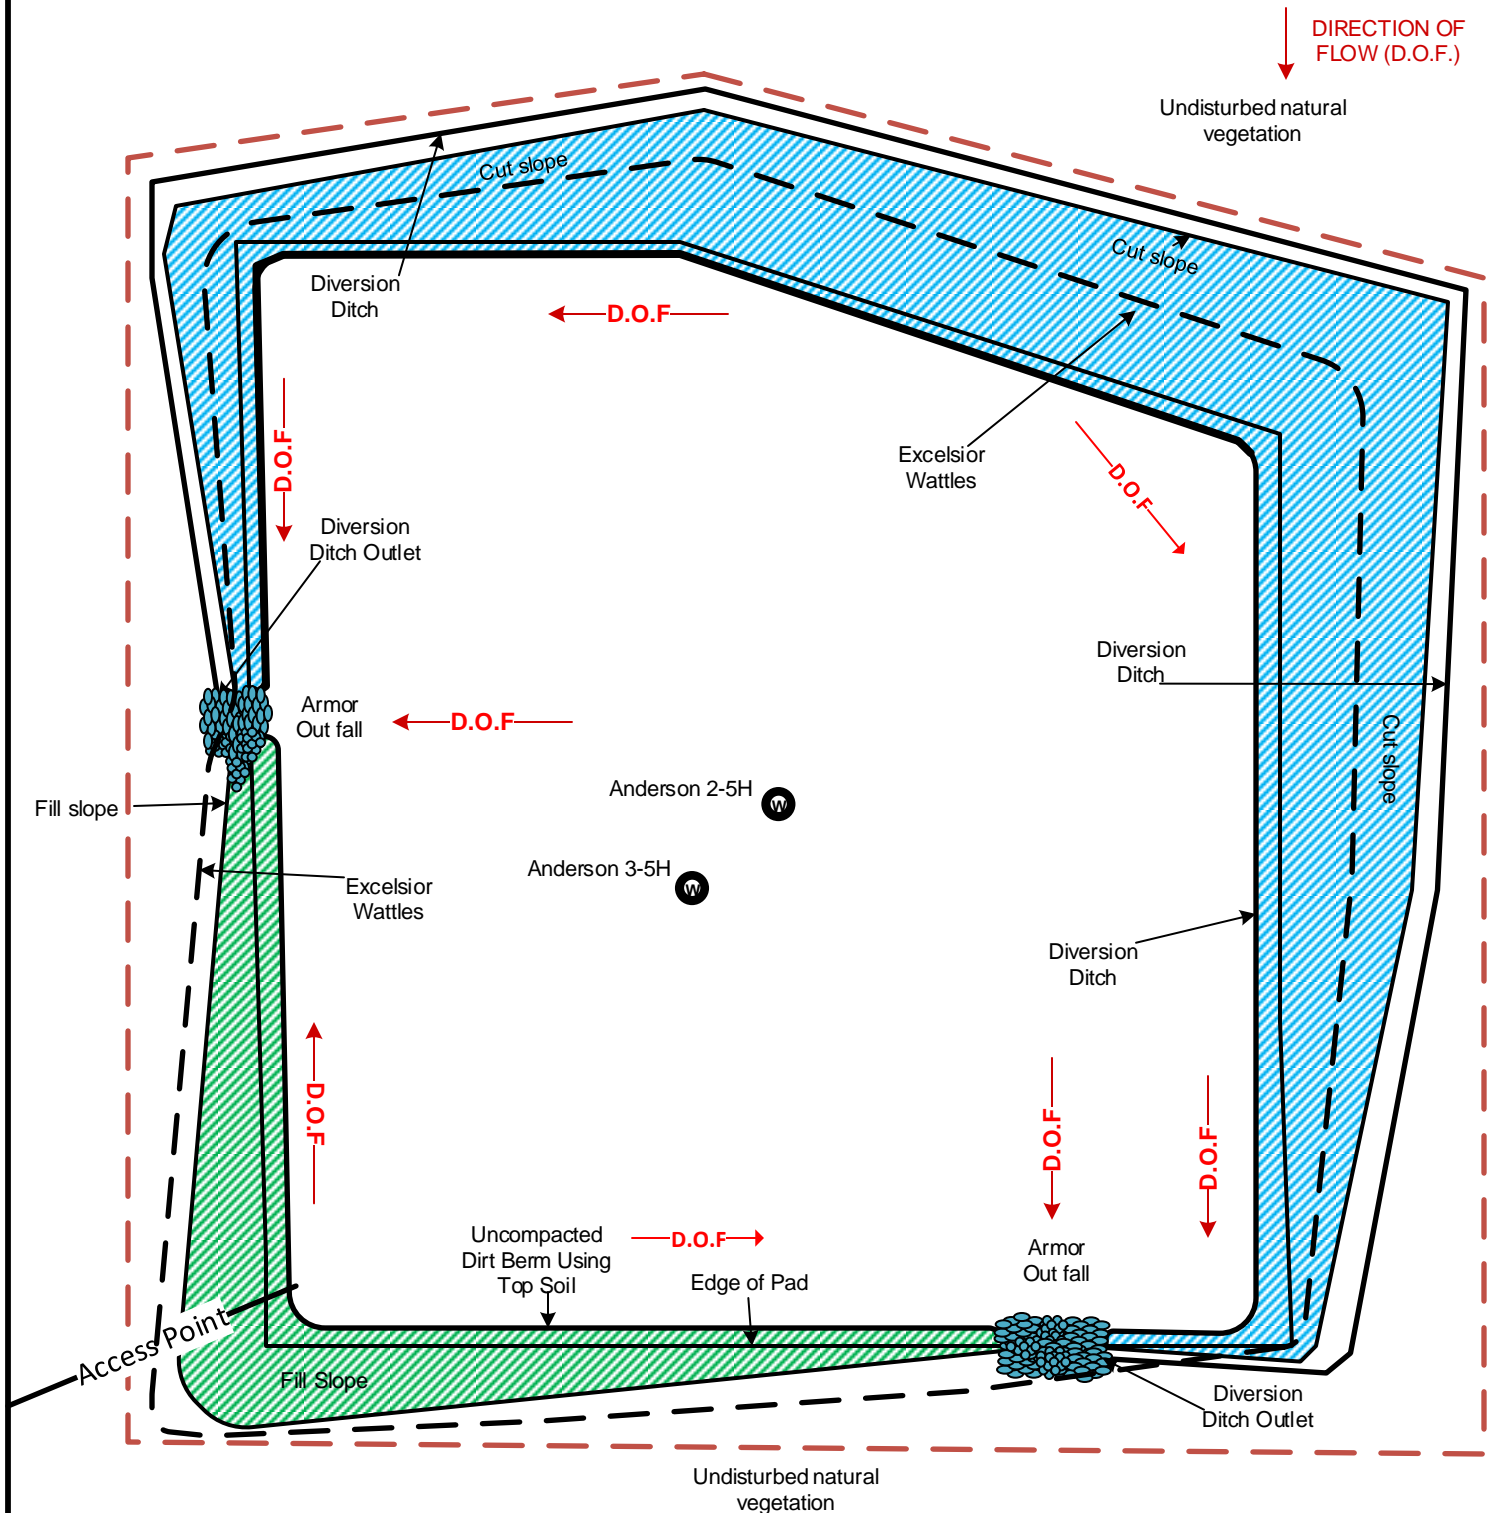 DIRECTION OF
FLOW (D.O.F.)
Undisturbed natural
vegetation
Cut slope
Cut slope
Diversion
Ditch
D.O.F
D.O.F
Excelsior
Wattles
D.O.F
Diversion
Ditch Outlet
Diversion
Ditch
Armor
Out fall
D.O.F
Cut slope
Anderson 2-5H
W
Fill slope
Anderson 3-5H
W
Excelsior
Wattles
Diversion
Ditch
D.O.F
D.O.F
D.O.F
Uncompacted
Dirt Berm Using
Top Soil
D.O.F
Armor
Out fall
Edge of Pad
Access Point
Fill Slope
Diversion
Ditch Outlet
Undisturbed natural
vegetation